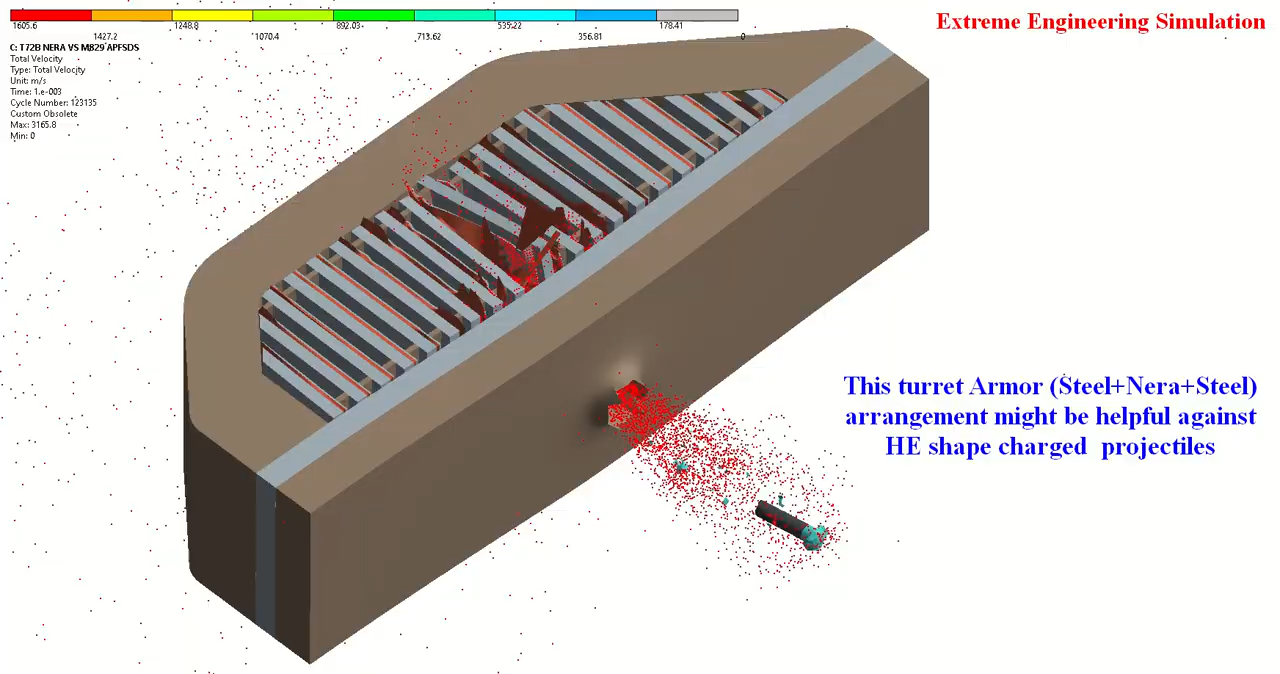 Extreme Engineering Simulation
1605.6 1248.8 892.03 535.22 178.41
1427.2 1070.4 713.62 356.81 0
C: T72B NERA VS M829 APFSDS
Total Velocity
Type: Total Velocity
Unit: m/s
Time: 1.e-003
Cycle Number: 123135
Custom Obsolete
Max: 3165.8
Min: 0
This turret Armor (Steel+Nera+Steel)
arrangement might be helpful against
HE shape charged projectiles